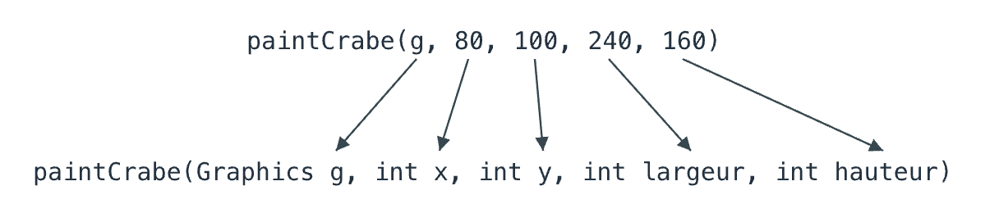 paintCrabe(g, 80, 100, 240, 160)
paintCrabe(Graphics g, int x, int y, int largeur, int hauteur)